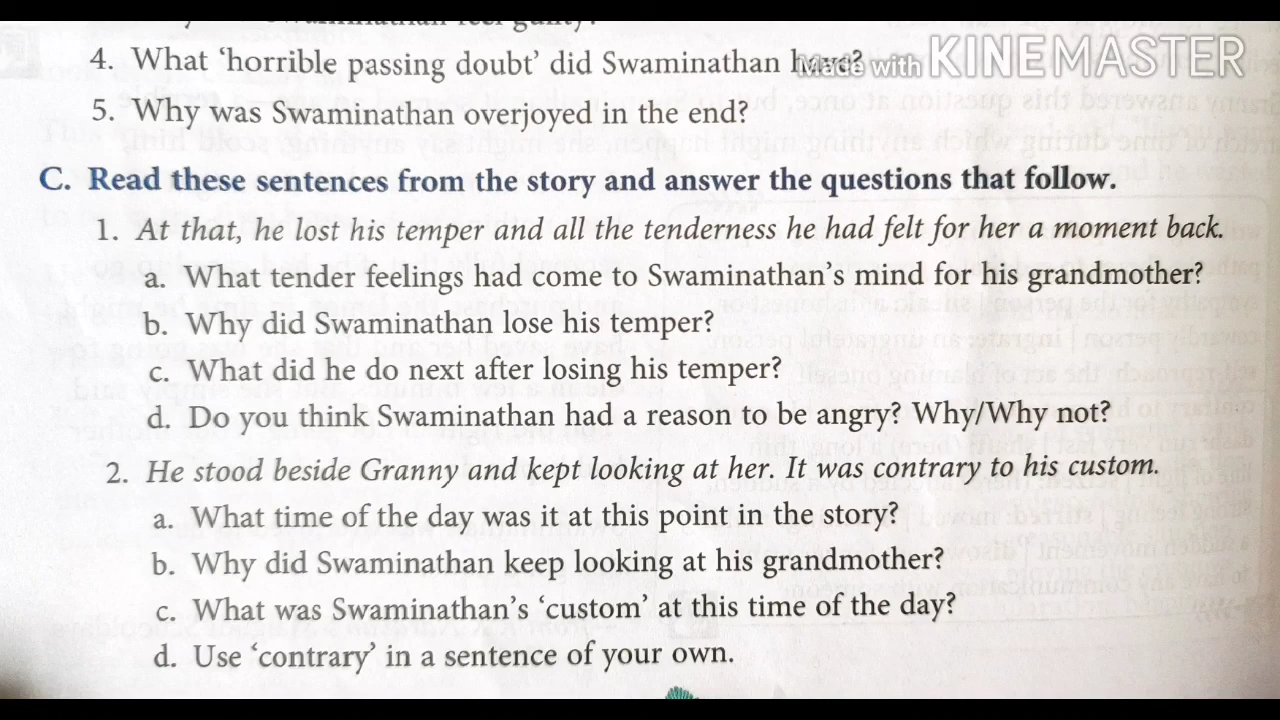 Swaminathan feel guilty?
4. What ‘horrible passing doubt’ did Swaminathan have?
Made with KINEMASTER
5. Why was Swaminathan overjoyed in the end?
C. Read these sentences from the story and answer the questions that follow.
1. At that, he lost his temper and all the tenderness he had felt for her a moment back.
a. What tender feelings had come to Swaminathan’s mind for his grandmother?
b. Why did Swaminathan lose his temper?
c. What did he do next after losing his temper?
d. Do you think Swaminathan had a reason to be angry? Why/Why not?
2. He stood beside Granny and kept looking at her. It was contrary to his custom.
a. What time of the day was it at this point in the story?
b. Why did Swaminathan keep looking at his grandmother?
c. What was Swaminathan’s ‘custom’ at this time of the day?
d. Use ‘contrary’ in a sentence of your own.